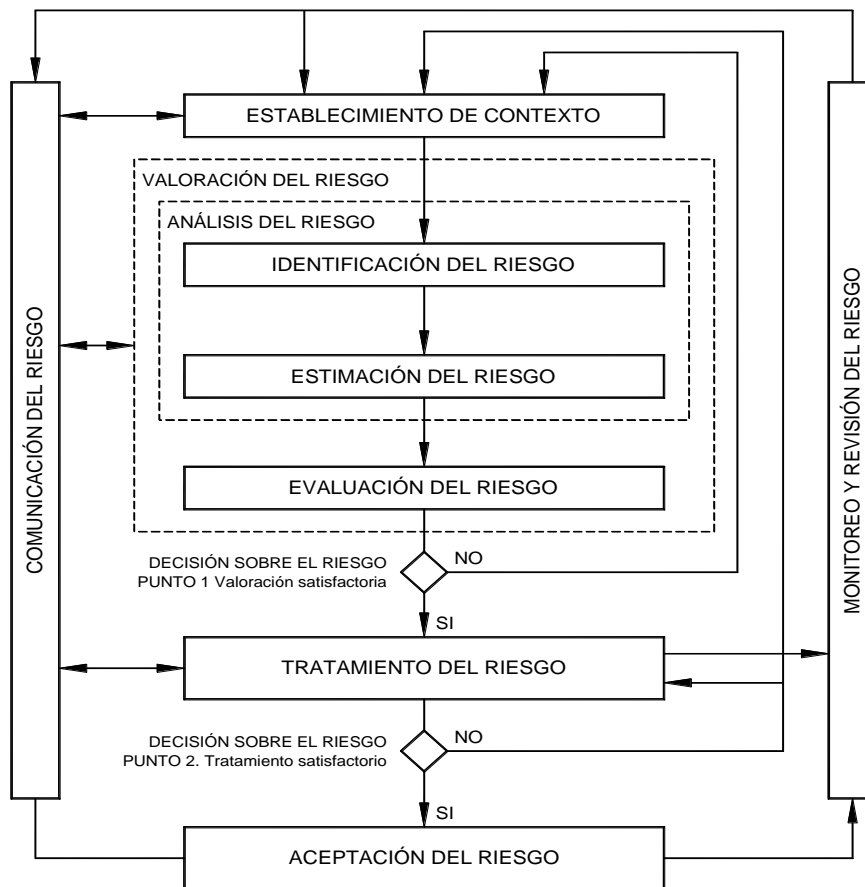 ESTABLECIMIENTO DE CONTEXTO
VALORACIÓN DEL RIESGO
ANÁLISIS DEL RIESGO
IDENTIFICACIÓN DEL RIESGO
ESTIMACIÓN DEL RIESGO
EVALUACIÓN DEL RIESGO
DECISIÓN SOBRE EL RIESGO
PUNTO 1 Valoración satisfactoria
NO
SI
TRATAMIENTO DEL RIESGO
DECISIÓN SOBRE EL RIESGO
PUNTO 2. Tratamiento satisfactorio
NO
SI
ACEPTACIÓN DEL RIESGO
COMUNICACIÓN DEL RIESGO
MONITOREO Y REVISIÓN DEL RIESGO